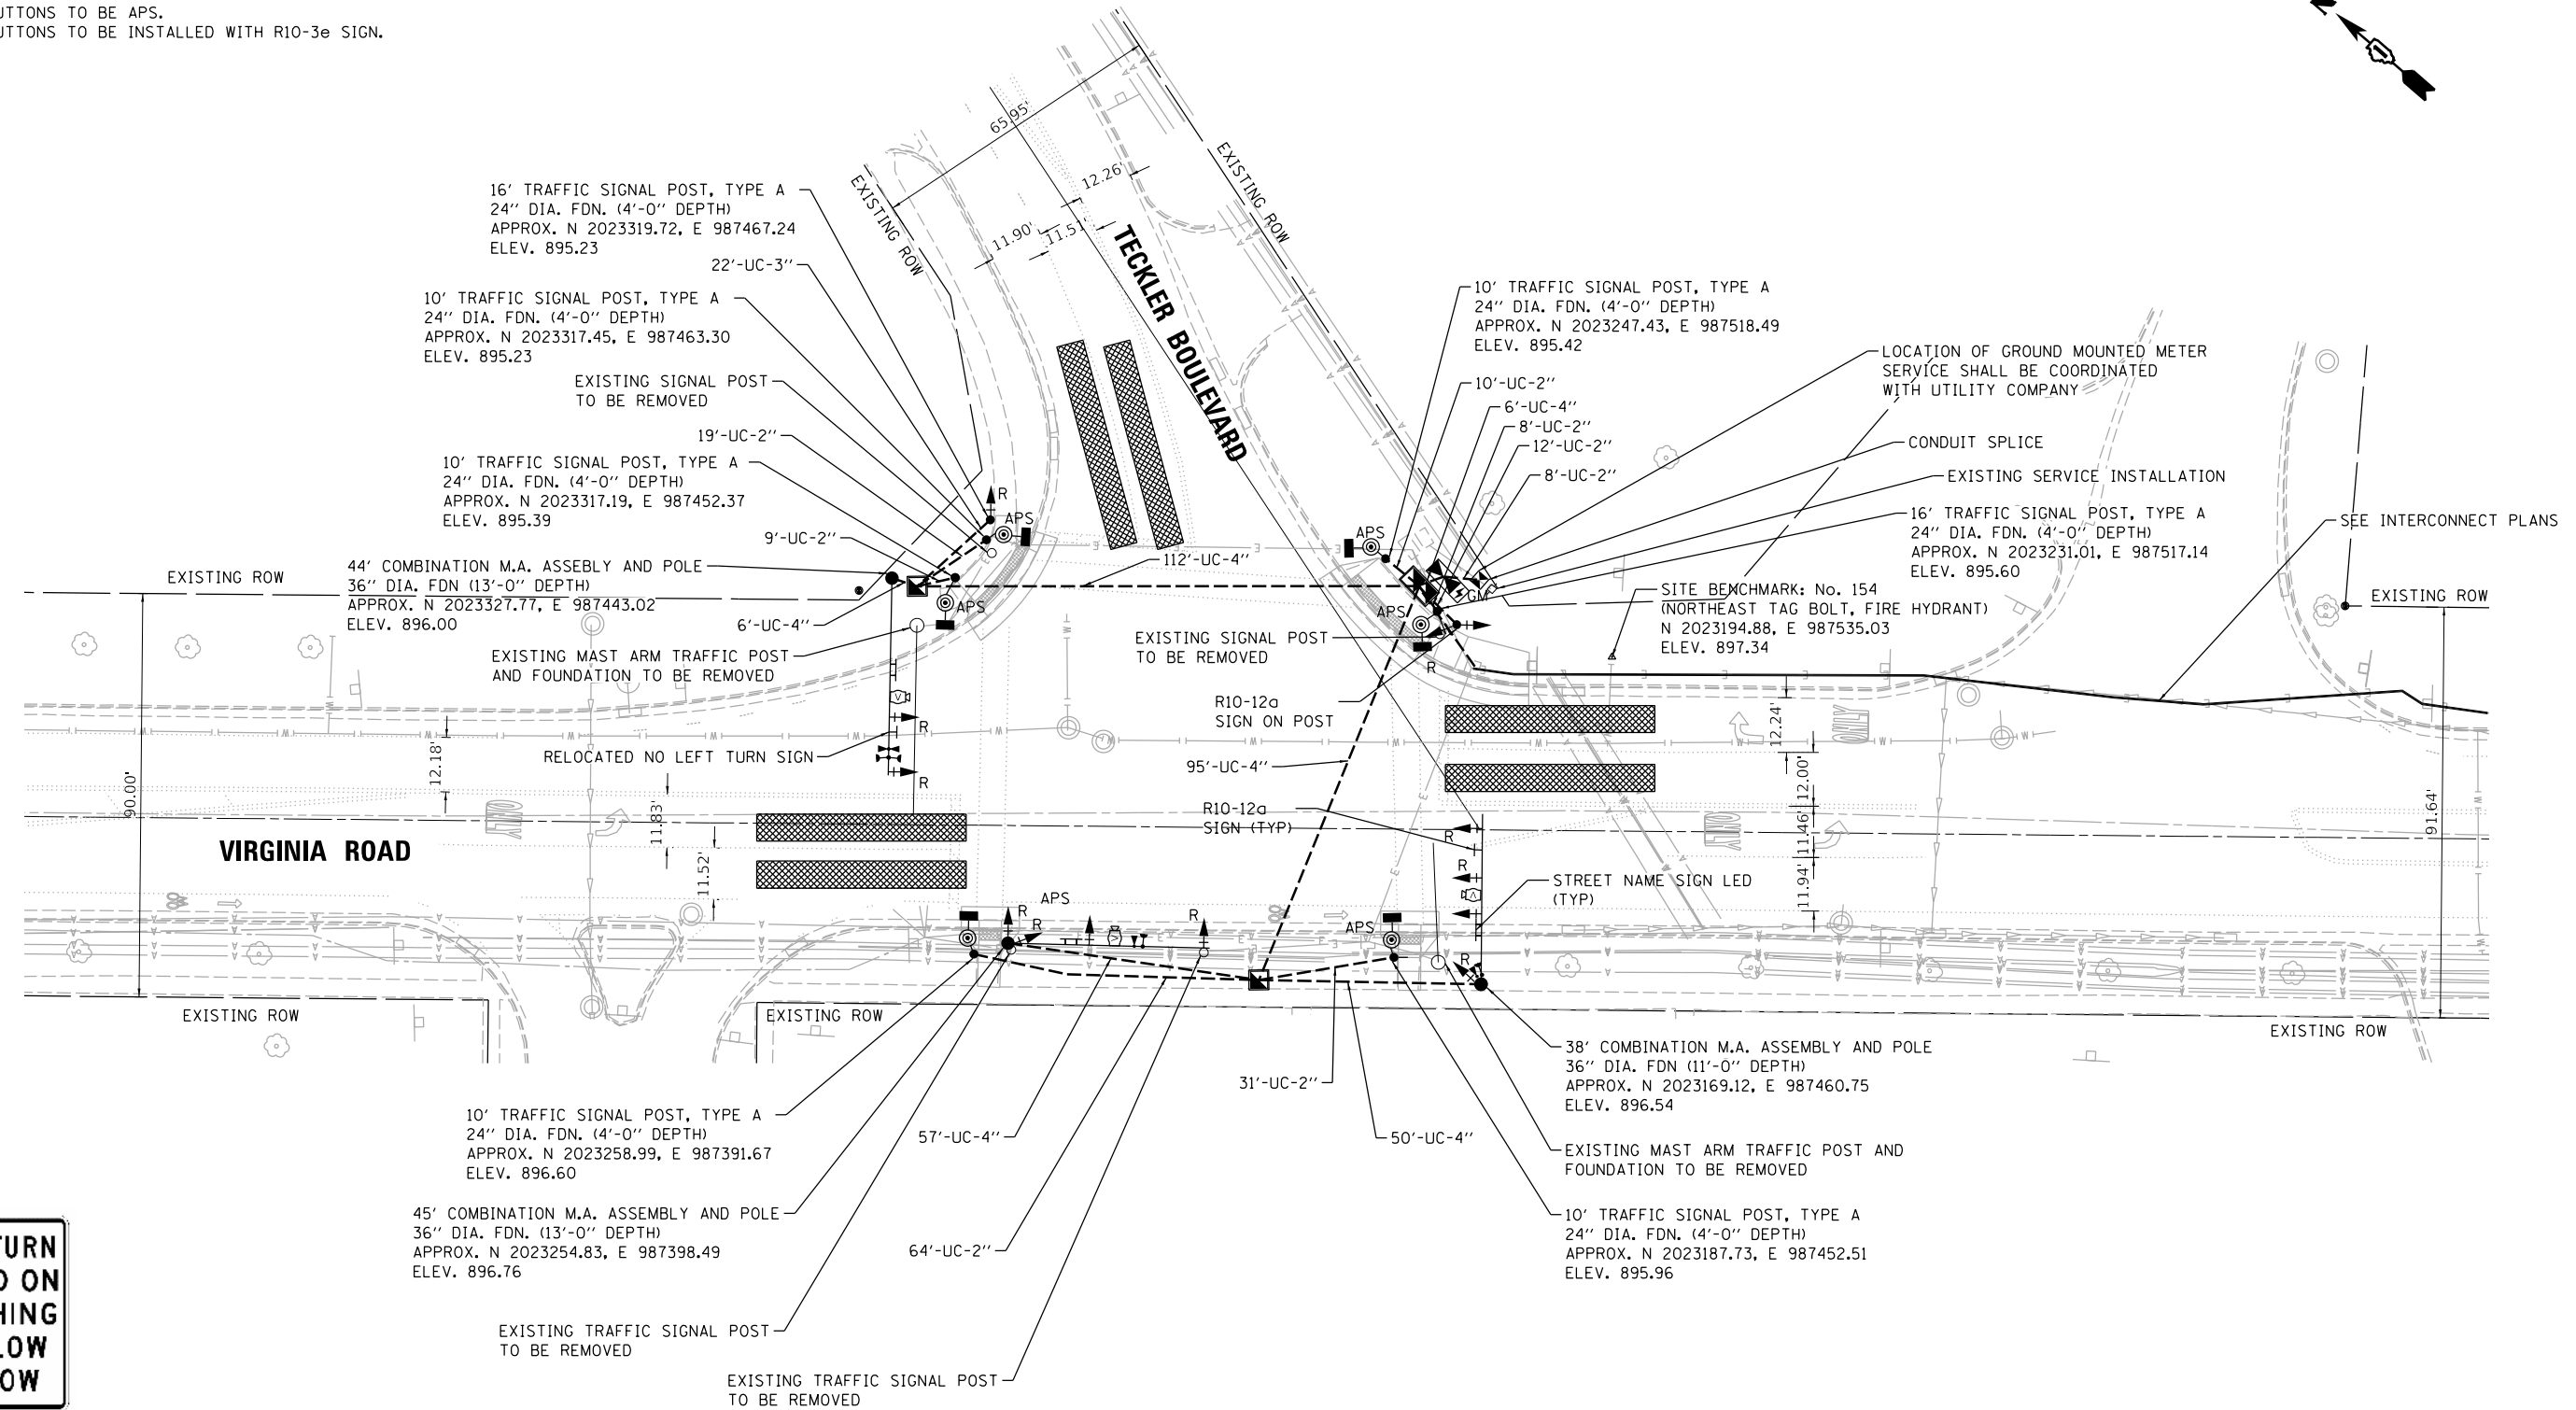 UTTONS TO BE APS.
UTTONS TO BE INSTALLED WITH R10-3e SIGN.
N
65.95'
12.26'
11.90'
11.51'
EXISTING ROW
EXISTING ROW
TECKLER BOULEVARD
16' TRAFFIC SIGNAL POST, TYPE A
24" DIA. FDN. (4'-0" DEPTH)
APPROX. N 2023319.72, E 987467.24
ELEV. 895.23
22'-UC-3"
10' TRAFFIC SIGNAL POST, TYPE A
24" DIA. FDN. (4'-0" DEPTH)
APPROX. N 2023317.45, E 987463.30
ELEV. 895.23
EXISTING SIGNAL POST
TO BE REMOVED
19'-UC-2"
10' TRAFFIC SIGNAL POST, TYPE A
24" DIA. FDN. (4'-0" DEPTH)
APPROX. N 2023317.19, E 987452.37
ELEV. 895.39
9'-UC-2"
44' COMBINATION M.A. ASSEBLY AND POLE
36" DIA. FDN (13'-0" DEPTH)
APPROX. N 2023327.77, E 987443.02
ELEV. 896.00
6'-UC-4"
EXISTING ROW
EXISTING MAST ARM TRAFFIC POST
AND FOUNDATION TO BE REMOVED
RELOCATED NO LEFT TURN SIGN
R
APS
APS
R
R
112'-UC-4"
10' TRAFFIC SIGNAL POST, TYPE A
24" DIA. FDN. (4'-0" DEPTH)
APPROX. N 2023247.43, E 987518.49
ELEV. 895.42
10'-UC-2"
6'-UC-4"
8'-UC-2"
12'-UC-2"
8'-UC-2"
LOCATION OF GROUND MOUNTED METER
SERVICE SHALL BE COORDINATED
WITH UTILITY COMPANY
CONDUIT SPLICE
EXISTING SERVICE INSTALLATION
16' TRAFFIC SIGNAL POST, TYPE A
24" DIA. FDN. (4'-0" DEPTH)
APPROX. N 2023231.01, E 987517.14
ELEV. 895.60
SEE INTERCONNECT PLANS
SITE BENCHMARK: No. 154
(NORTHEAST TAG BOLT, FIRE HYDRANT)
N 2023194.88, E 987535.03
ELEV. 897.34
EXISTING ROW
APS
APS
GM
R
EXISTING SIGNAL POST
TO BE REMOVED
R10-12a
SIGN ON POST
95'-UC-4"
R10-12a
SIGN (TYP)
R
R
STREET NAME SIGN LED
(TYP)
ONLY
ONLY
ONLY
12.24'
12.00'
11.46'
11.94'
91.64'
90.00'
12.18'
11.83'
11.52'
VIRGINIA ROAD
APS
R
R
R
APS
R
EXISTING ROW
EXISTING ROW
EXISTING ROW
31'-UC-2"
50'-UC-4"
57'-UC-4"
64'-UC-2"
10' TRAFFIC SIGNAL POST, TYPE A
24" DIA. FDN. (4'-0" DEPTH)
APPROX. N 2023258.99, E 987391.67
ELEV. 896.60
45' COMBINATION M.A. ASSEMBLY AND POLE
36" DIA. FDN. (13'-0" DEPTH)
APPROX. N 2023254.83, E 987398.49
ELEV. 896.76
EXISTING TRAFFIC SIGNAL POST
TO BE REMOVED
EXISTING TRAFFIC SIGNAL POST
TO BE REMOVED
38' COMBINATION M.A. ASSEMBLY AND POLE
36" DIA. FDN (11'-0" DEPTH)
APPROX. N 2023169.12, E 987460.75
ELEV. 896.54
EXISTING MAST ARM TRAFFIC POST AND
FOUNDATION TO BE REMOVED
10' TRAFFIC SIGNAL POST, TYPE A
24" DIA. FDN. (4'-0" DEPTH)
APPROX. N 2023187.73, E 987452.51
ELEV. 895.96
TURN
D ON
HING
LOW
OW